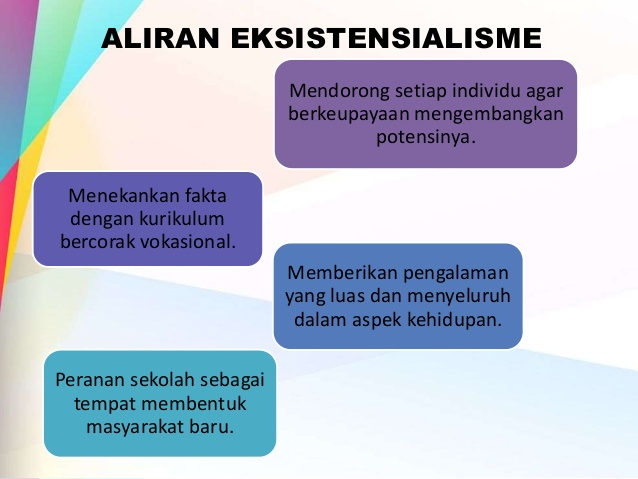 ALIRAN EKSISTENSIALISME
Mendorong setiap individu agar
berkeupayaan mengembangkan
potensinya.
Menekankan fakta
dengan kurikulum
bercorak vokasional.
Memberikan pengalaman
yang luas dan menyeluruh
dalam aspek kehidupan.
Peranan sekolah sebagai
tempat membentuk
masyarakat baru.